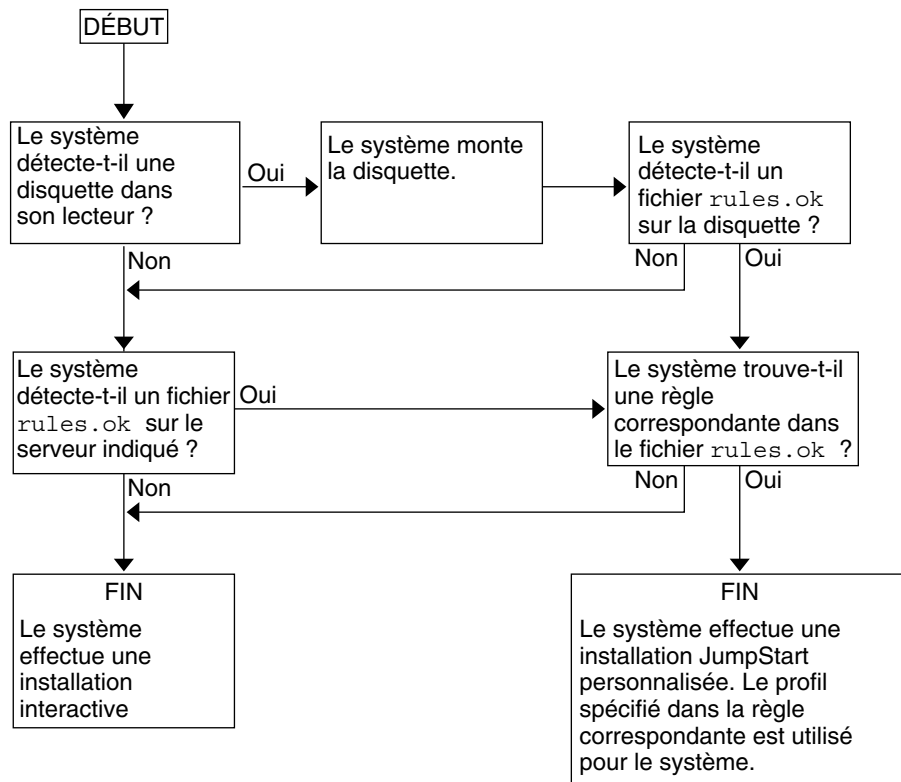 DÉBUT
Le système
détecte-t-il une
disquette dans
son lecteur ?
Oui
Le système monte
la disquette.
Le système
détecte-t-il un
fichier rules.ok
sur la disquette ?
Non
Non
Oui
Le système
détecte-t-il un fichier
rules.ok sur le
serveur indiqué ?
Oui
Le système trouve-t-il
une règle
correspondante dans
le fichier rules.ok ?
Non
Non
Oui
FIN
Le système
effectue une
installation
interactive
FIN
Le système effectue une
installation JumpStart
personnalisée. Le profil
spécifié dans la règle
correspondante est utilisé
pour le système.